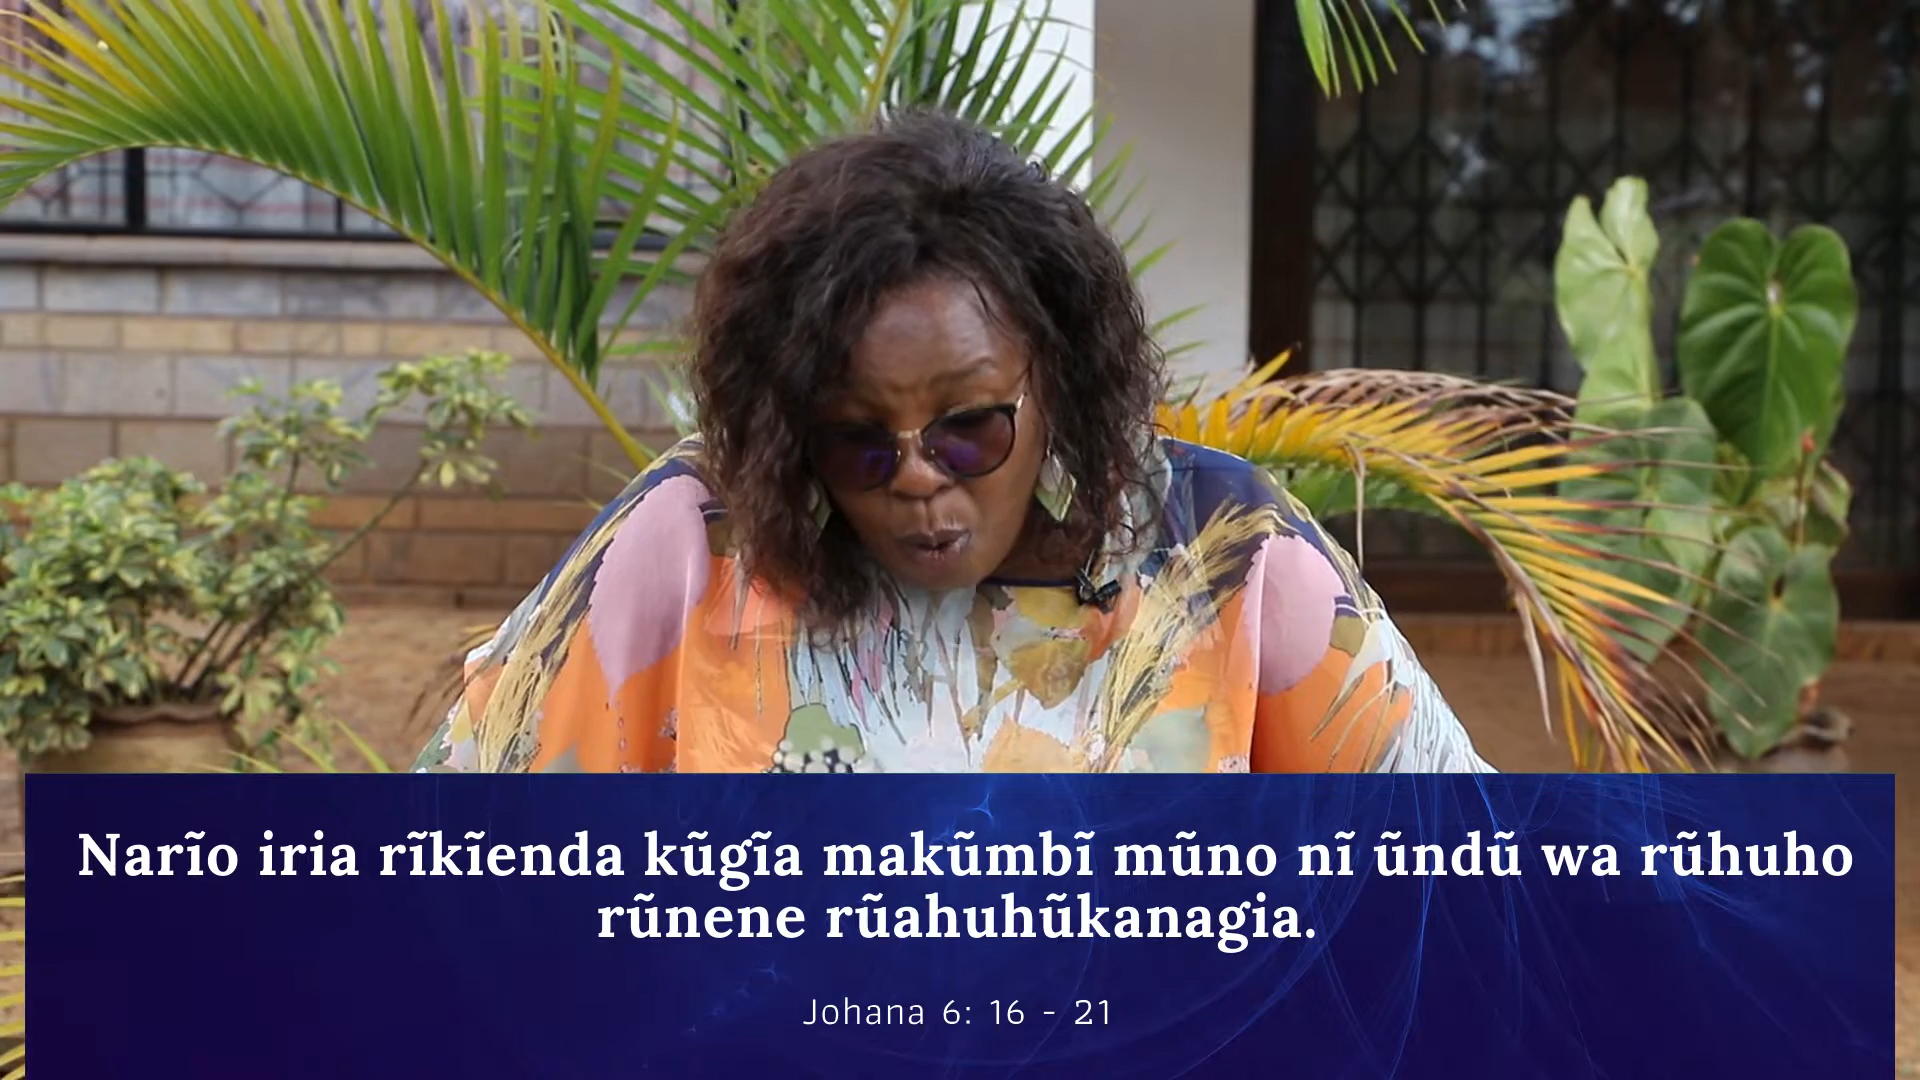 Narĩo iria rĩkĩenda kũgĩa makũmbĩ mũno nĩ ũndũ wa rũhuho
rũnene rũahuhũkanagia.
Johana 6: 16 - 21